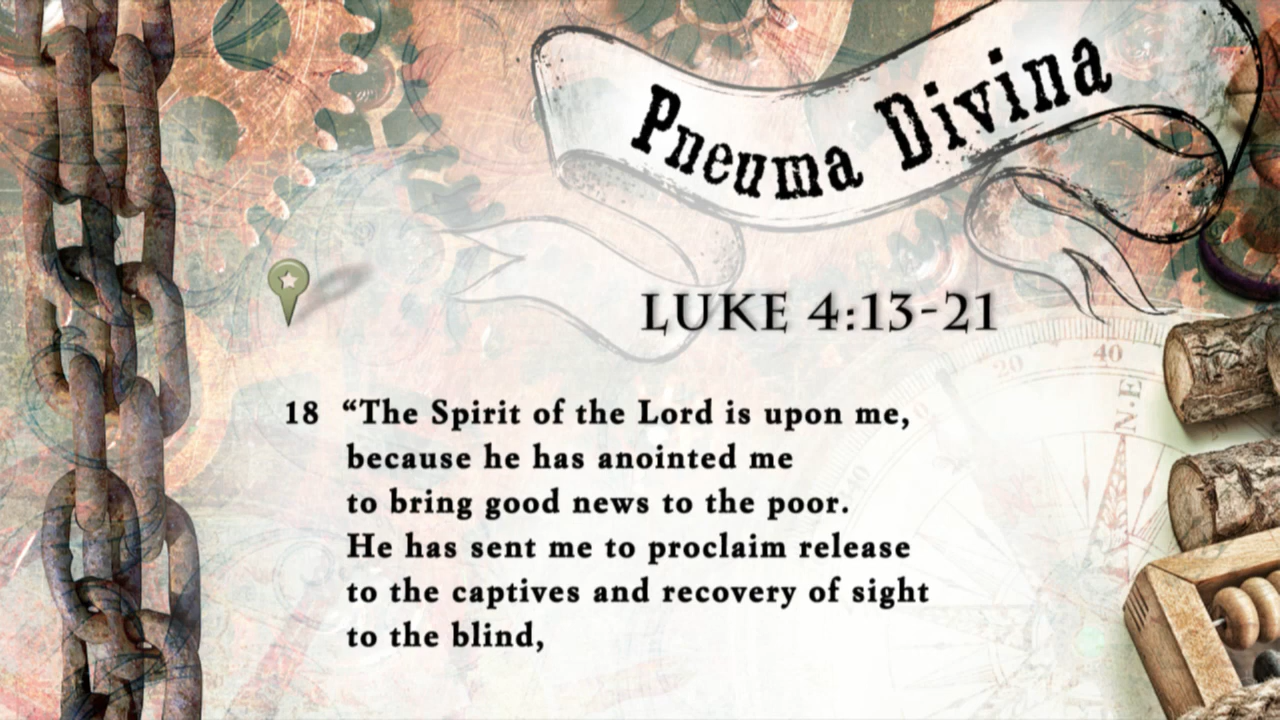 Pneuma Divina
LUKE 4:13-21
18 “The Spirit of the Lord is upon me,
because he has anointed me
to bring good news to the poor.
He has sent me to proclaim release
to the captives and recovery of sight
to the blind,
20
40
N.E